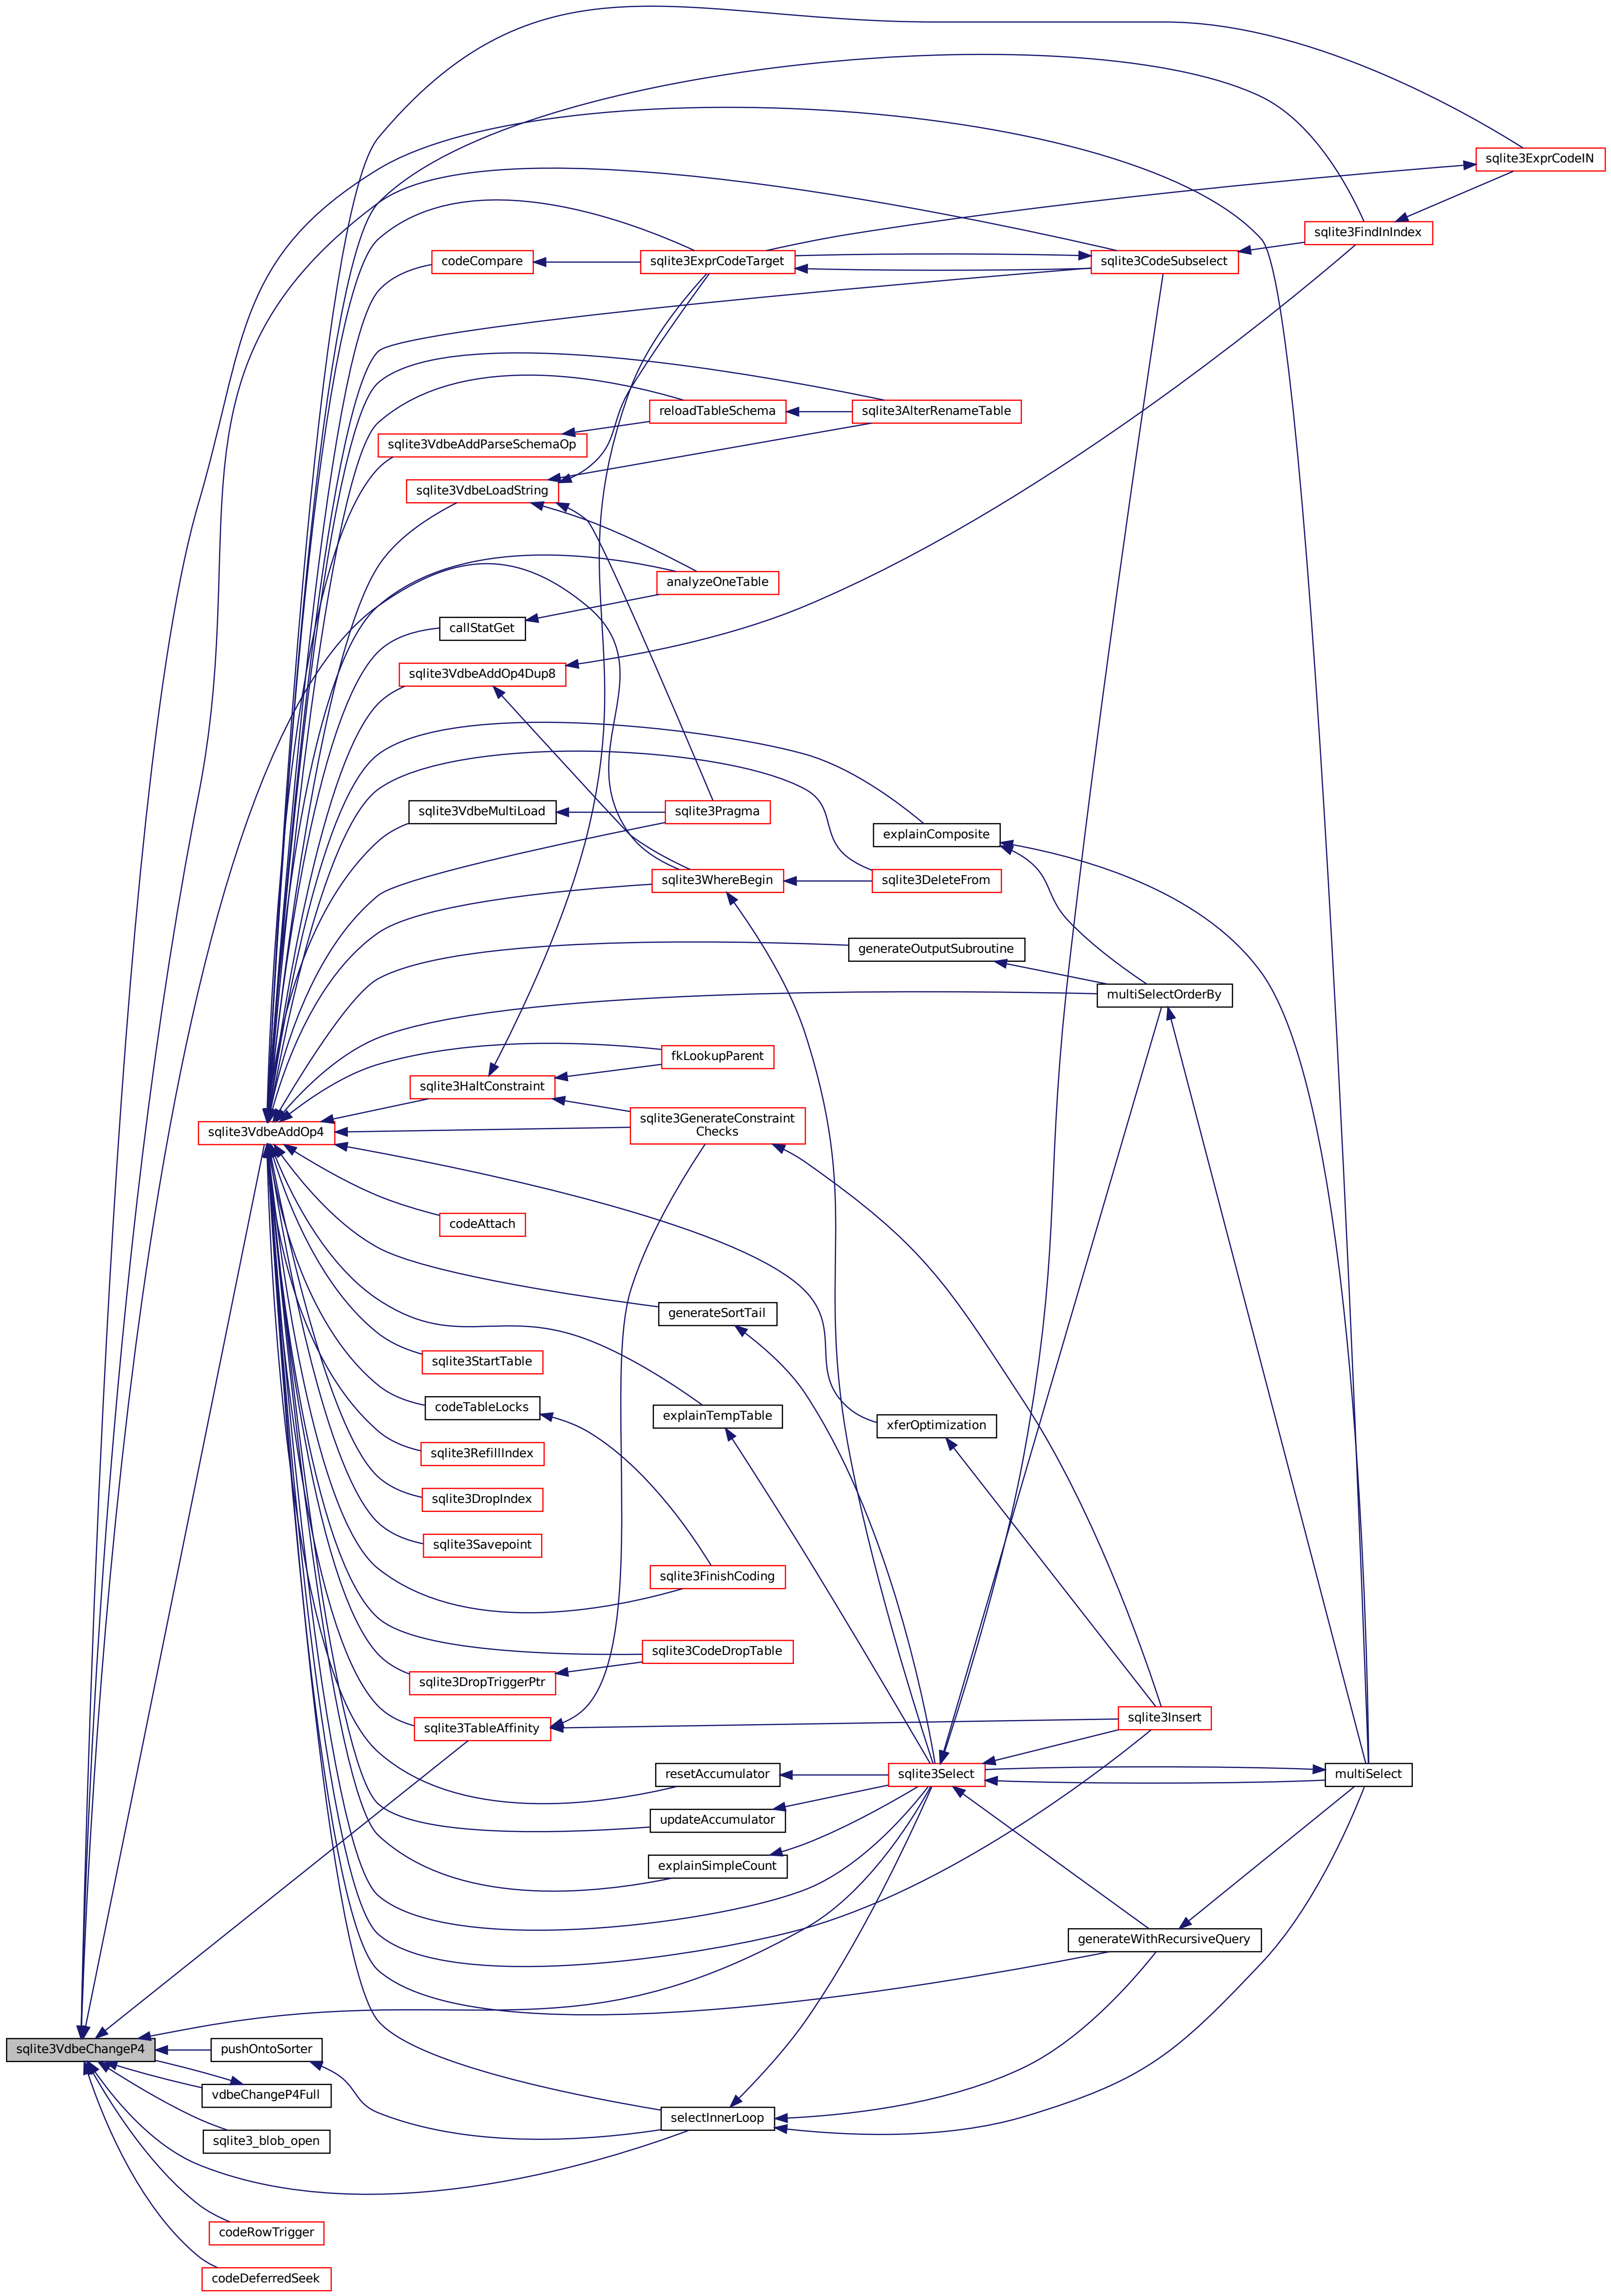 sqlite3ExprCodeIN
sqlite3FindInIndex
codeCompare
sqlite3ExprCodeTarget
sqlite3CodeSubselect
reloadTableSchema
sqlite3AlterRenameTable
sqlite3VdbeAddParseSchemaOp
sqlite3VdbeLoadString
analyzeOneTable
callStatGet
sqlite3VdbeAddOp4Dup8
sqlite3VdbeMultiLoad
sqlite3Pragma
explainComposite
sqlite3WhereBegin
sqlite3DeleteFrom
generateOutputSubroutine
multiSelectOrderBy
fkLookupParent
sqlite3HaltConstraint
sqlite3GenerateConstraint
Checks
sqlite3VdbeAddOp4
codeAttach
generateSortTail
sqlite3StartTable
codeTableLocks
explainTempTable
xferOptimization
sqlite3RefillIndex
sqlite3DropIndex
sqlite3Savepoint
sqlite3FinishCoding
sqlite3CodeDropTable
sqlite3DropTriggerPtr
sqlite3TableAffinity
sqlite3Insert
resetAccumulator
sqlite3Select
multiSelect
updateAccumulator
explainSimpleCount
generateWithRecursiveQuery
sqlite3VdbeChangeP4
pushOntoSorter
vdbeChangeP4Full
selectInnerLoop
sqlite3_blob_open
codeRowTrigger
codeDeferredSeek